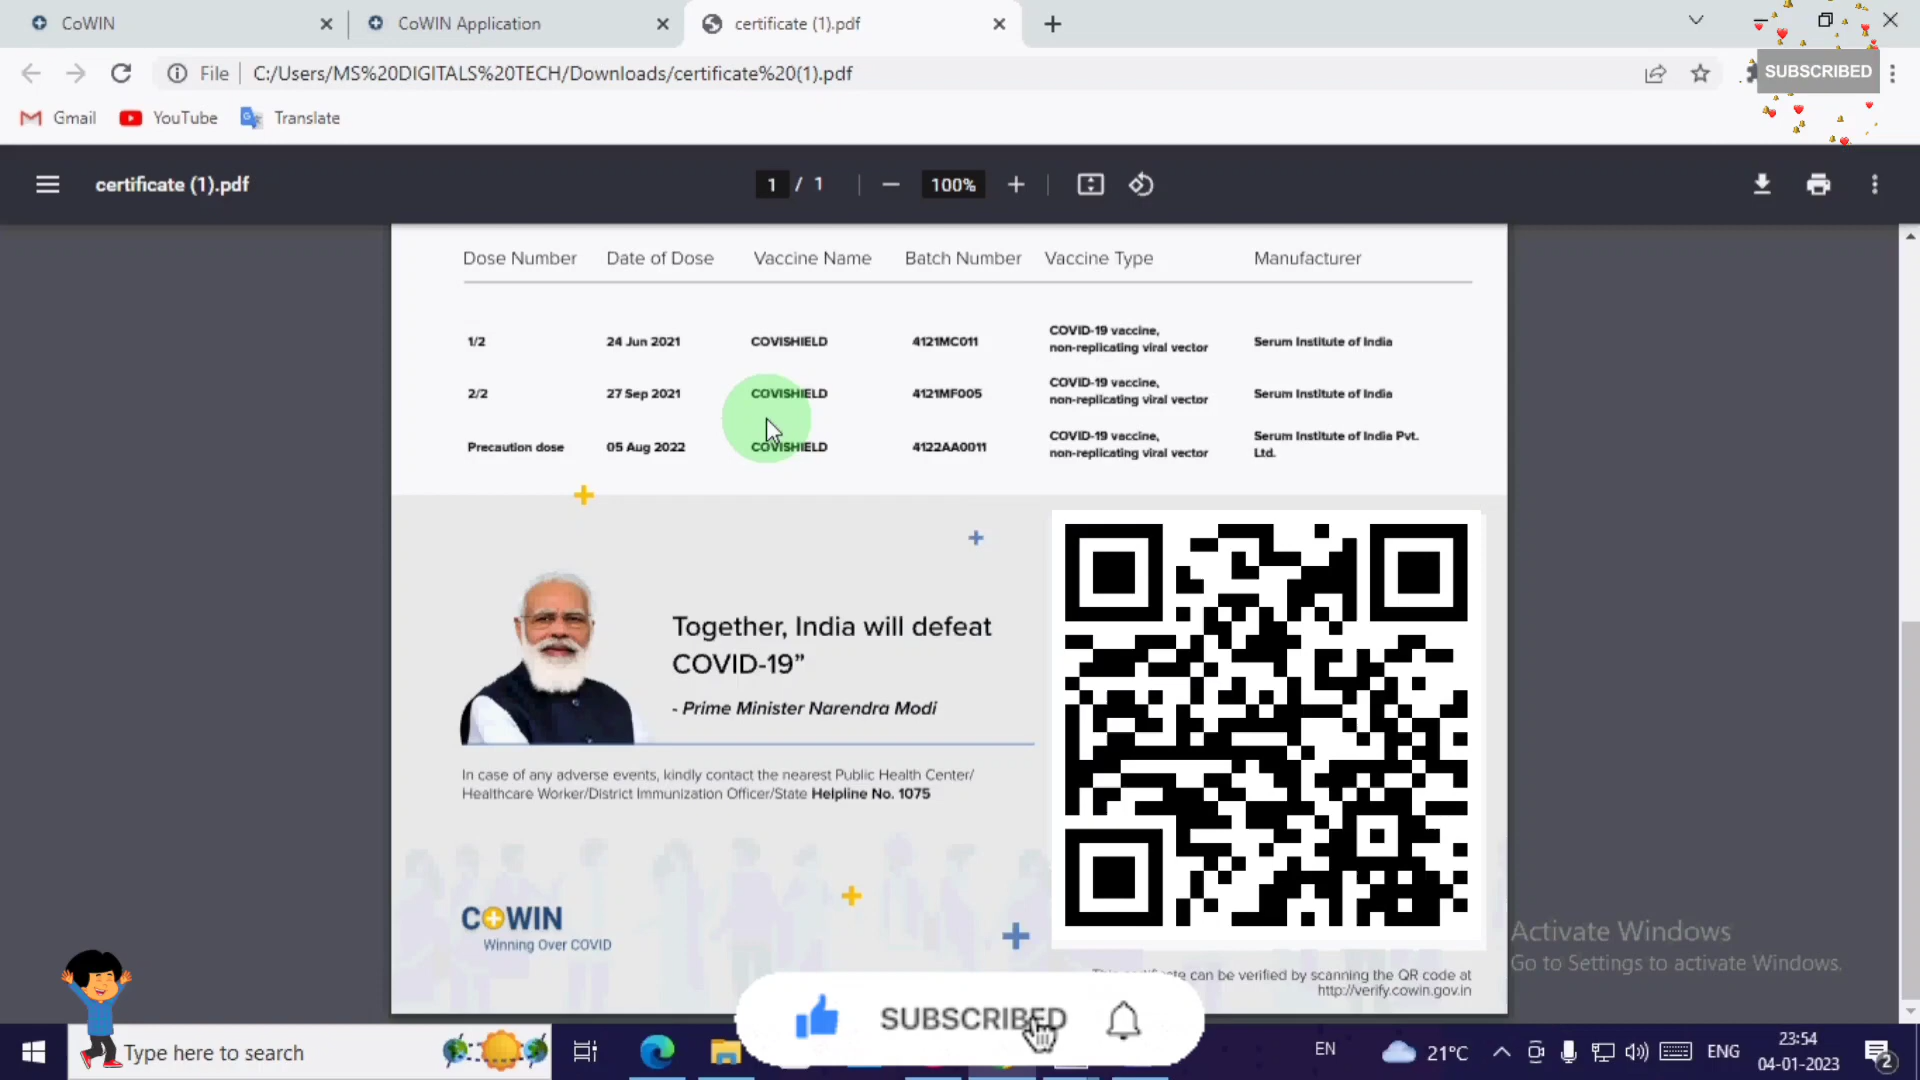 CoWIN
CoWIN Application
certificate (1).pdf
File
C:/Users/MS%20DIGITALS%20TECH/Downloads/certificate%20(1).pdf
SUBSCRIBED
Gmail
YouTube
Translate
certificate (1).pdf
1 / 1
100%
Dose Number Date of Dose Vaccine Name Batch Number Vaccine Type Manufacturer
1/2 24 Jun 2021 COVISHIELD 4121MC011 COVID-19 vaccine, non-replicating viral vector Serum Institute of India
2/2 27 Sep 2021 COVISHIELD 4121MF005 COVID-19 vaccine, non-replicating viral vector Serum Institute of India
Precaution dose 05 Aug 2022 COVISHIELD 4122AA0011 COVID-19 vaccine, non-replicating viral vector Serum Institute of India Pvt. Ltd.
Together, India will defeat
COVID-19”
- Prime Minister Narendra Modi
In case of any adverse events, kindly contact the nearest Public Health Center/
Healthcare Worker/District Immunization Officer/State Helpline No. 1075
COWIN
Winning Over COVID
can be verified by scanning the QR code at
http://verify.cowin.gov.in
Activate Windows
Go to Settings to activate Windows.
SUBSCRIBED
Type here to search
EN
21°C
ENG
23:54
04-01-2023
2